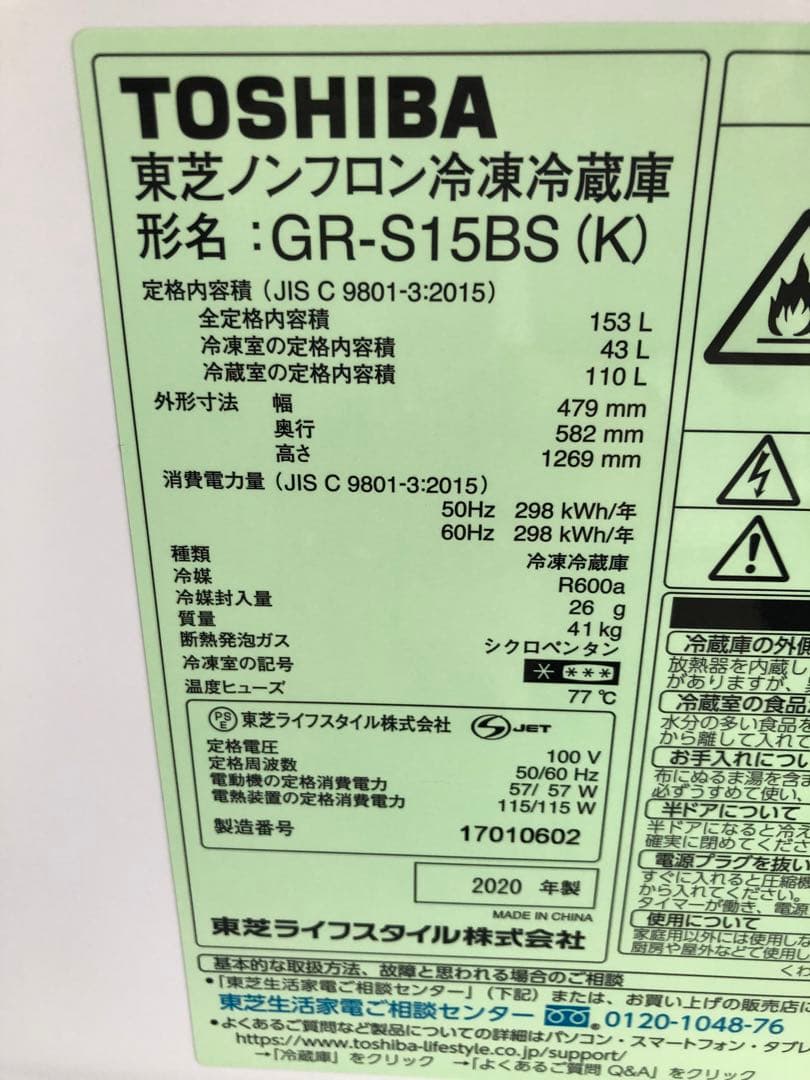 TOSHIBA
東芝ノンフロン冷凍冷蔵庫
形名：GR-S15BS (K)
定格内容積（JIS C 9801-3:2015）
全定格内容積 153 L
冷凍室の定格内容積 43 L
冷蔵室の定格内容積 110 L
外形寸法 幅 479 mm
奥行 582 mm
高さ 1269 mm
消費電力量（JIS C 9801-3:2015）
50Hz 298 kWh/年
60Hz 298 kWh/年
種類 冷凍冷蔵庫
冷媒 R600a
冷媒封入量 26 g
質量 41 kg
断熱発泡ガス シクロペンタン
冷凍室の記号
温度ヒューズ 77 ℃
PSE 東芝ライフスタイル株式会社 S JET
定格電圧 100 V
定格周波数 50/60 Hz
電動機の定格消費電力 57/ 57 W
電熱装置の定格消費電力 115/115 W
製造番号 17010602
2020 年製
MADE IN CHINA
東芝ライフスタイル株式会社
基本的な取扱方法、故障と思われる場合のご相談
•「東芝生活家電ご相談センター」（下記）または、お買い上げの販売店に
東芝生活家電ご相談センター 0120-1048-76
•よくあるご質問など製品についての詳細はパソコン・スマートフォン・タブレ
https://www.toshiba-lifestyle.co.jp/support/
→「冷蔵庫」をクリック →「よくあるご質問 Q&A」をクリック
冷蔵庫の外側
放熱器を内蔵し
がありますが、
冷蔵室の食品
水分の多い食品を
から離して入れて
お手入れについ
布にぬるま湯を含ま
必ずうすめて使い、
半ドアについて
半ドアになると冷え
確実に閉めてくださ
電源プラグを抜い
すぐに入れると圧縮機
から入れてください。
タイマーが働き、電源
使用について
家庭用以外には使用しな
厨房や屋外などで使用し
くわ